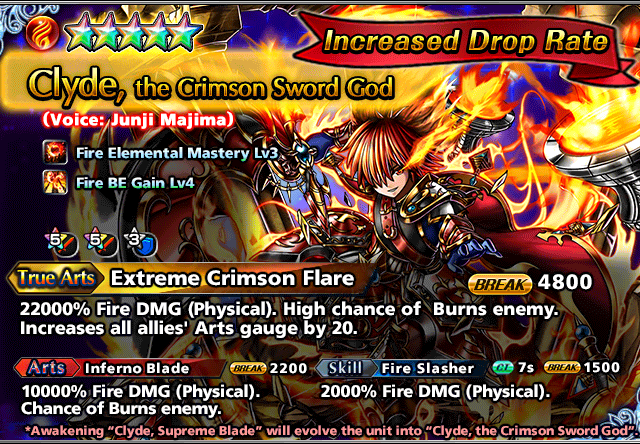 Increased Drop Rate
Clyde, the Crimson Sword God
(Voice: Junji Majima)
Fire Elemental Mastery Lv3
Fire BE Gain Lv4
5 5 3
True Arts Extreme Crimson Flare BREAK 4800
22000% Fire DMG (Physical). High chance of Burns enemy.
Increases all allies' Arts gauge by 20.
Arts Inferno Blade BREAK 2200
10000% Fire DMG (Physical).
Chance of Burns enemy.
Skill Fire Slasher CT 7s BREAK 1500
2000% Fire DMG (Physical).
*Awakening "Clyde, Supreme Blade" will evolve the unit into "Clyde, the Crimson Sword God".